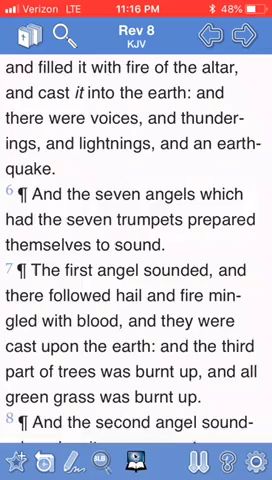 Verizon LTE 11:16 PM 48%
Rev 8
KJV
and filled it with fire of the altar,
and cast it into the earth: and
there were voices, and thunder-
ings, and lightnings, and an earth-
quake.
6 ¶ And the seven angels which
had the seven trumpets prepared
themselves to sound.
7 ¶ The first angel sounded, and
there followed hail and fire min-
gled with blood, and they were
cast upon the earth: and the third
part of trees was burnt up, and all
green grass was burnt up.
8 ¶ And the second angel sound-
BLB